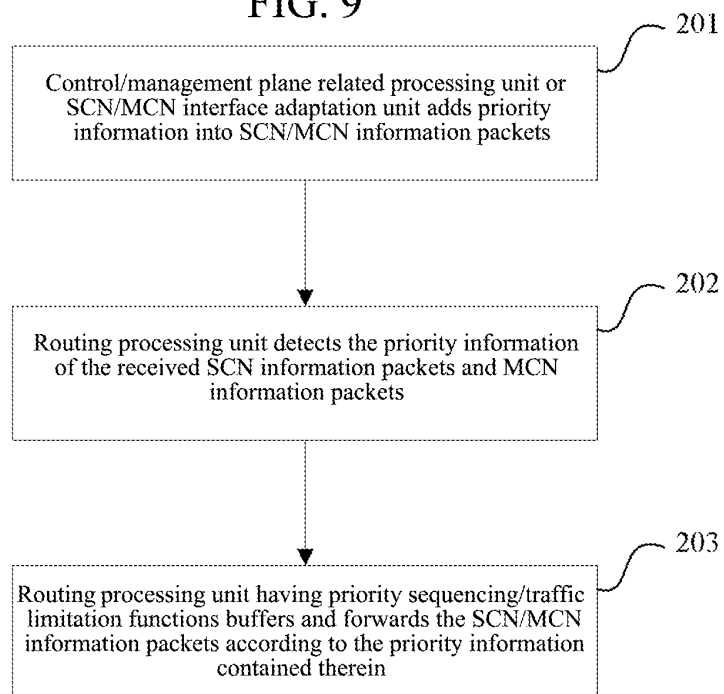 FIG. 9
201
Control/management plane related processing unit or
SCN/MCN interface adaptation unit adds priority
information into SCN/MCN information packets
202
Routing processing unit detects the priority information
of the received SCN information packets and MCN
information packets
203
Routing processing unit having priority sequencing/traffic
limitation functions buffers and forwards the SCN/MCN
information packets according to the priority information
contained therein